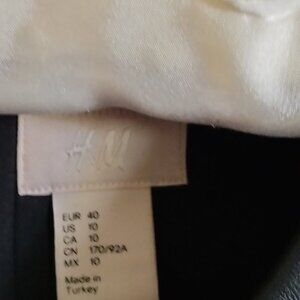 H&M
EUR 40
US 10
CA 10
CN 170/92A
MX 10
Made in
Turkey